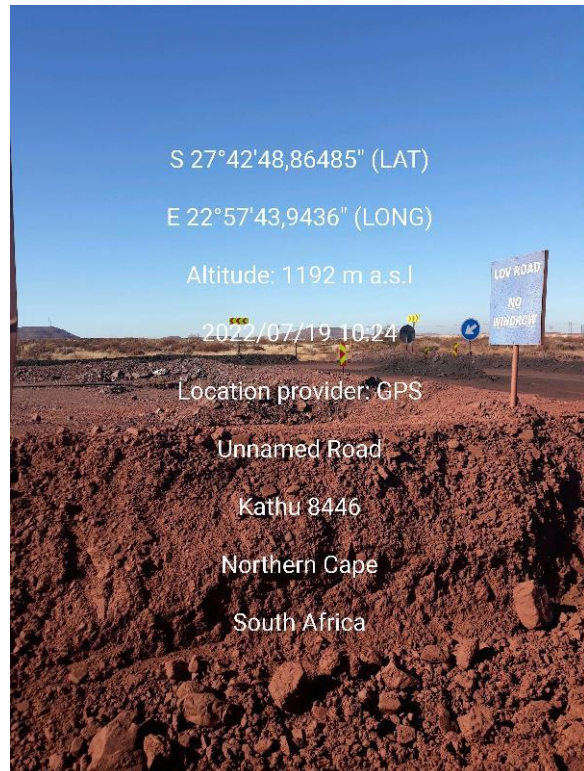 S 27°42'48,86485" (LAT)
E 22°57'43,9436" (LONG)
Altitude: 1192 m a.s.l
LDV ROAD
NO
WINDROW
2022/07/19 10:24
Location provider: GPS
Unnamed Road
Kathu 8446
Northern Cape
South Africa